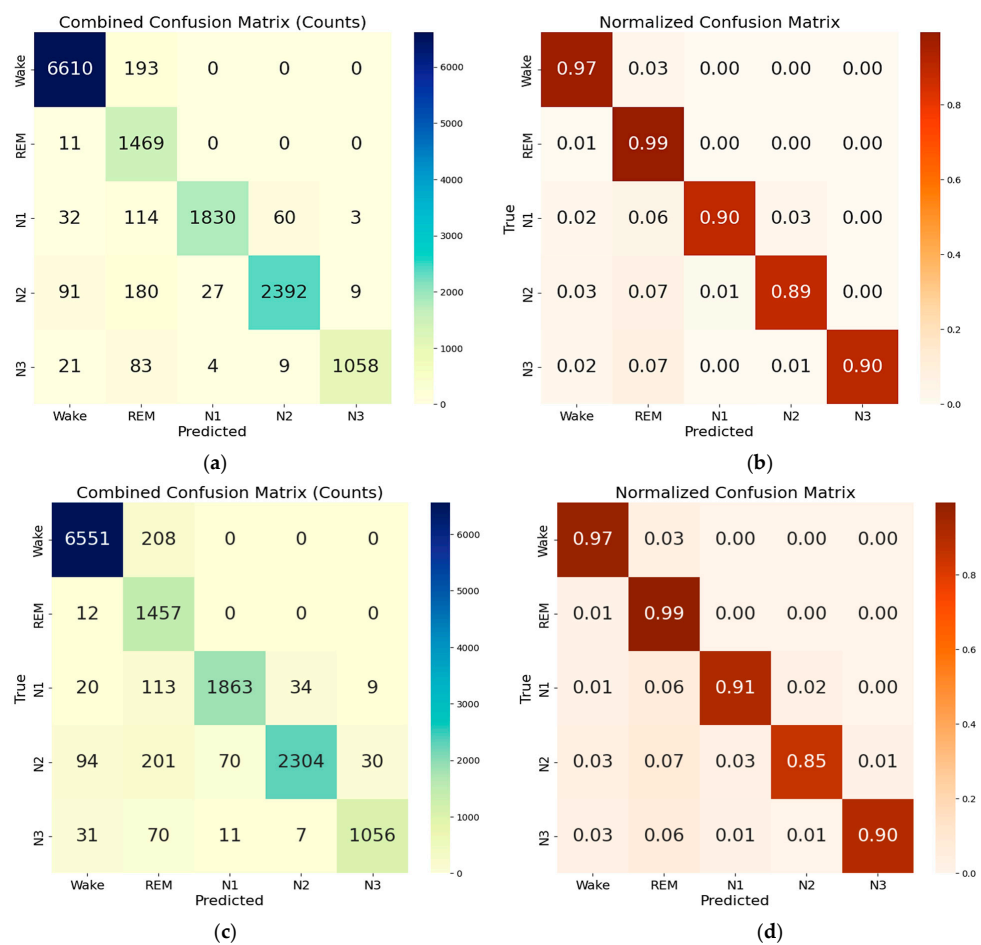 Combined Confusion Matrix (Counts)
Normalized Confusion Matrix
Wake 6610 193 0 0 0
REM 11 1469 0 0 0
N1 32 114 1830 60 3
N2 91 180 27 2392 9
N3 21 83 4 9 1058
Wake REM N1 N2 N3
Predicted
6000
5000
4000
3000
2000
1000
0
True
Wake 0.97 0.03 0.00 0.00 0.00
REM 0.01 0.99 0.00 0.00 0.00
N1 0.02 0.06 0.90 0.03 0.00
N2 0.03 0.07 0.01 0.89 0.00
N3 0.02 0.07 0.00 0.01 0.90
Wake REM N1 N2 N3
Predicted
0.8
0.6
0.4
0.2
0.0
(a)
(b)
Combined Confusion Matrix (Counts)
Normalized Confusion Matrix
True
Wake 6551 208 0 0 0
REM 12 1457 0 0 0
N1 20 113 1863 34 9
N2 94 201 70 2304 30
N3 31 70 11 7 1056
Wake REM N1 N2 N3
Predicted
6000
5000
4000
3000
2000
1000
0
True
Wake 0.97 0.03 0.00 0.00 0.00
REM 0.01 0.99 0.00 0.00 0.00
N1 0.01 0.06 0.91 0.02 0.00
N2 0.03 0.07 0.03 0.85 0.01
N3 0.03 0.06 0.01 0.01 0.90
Wake REM N1 N2 N3
Predicted
0.8
0.6
0.4
0.2
0.0
(c)
(d)